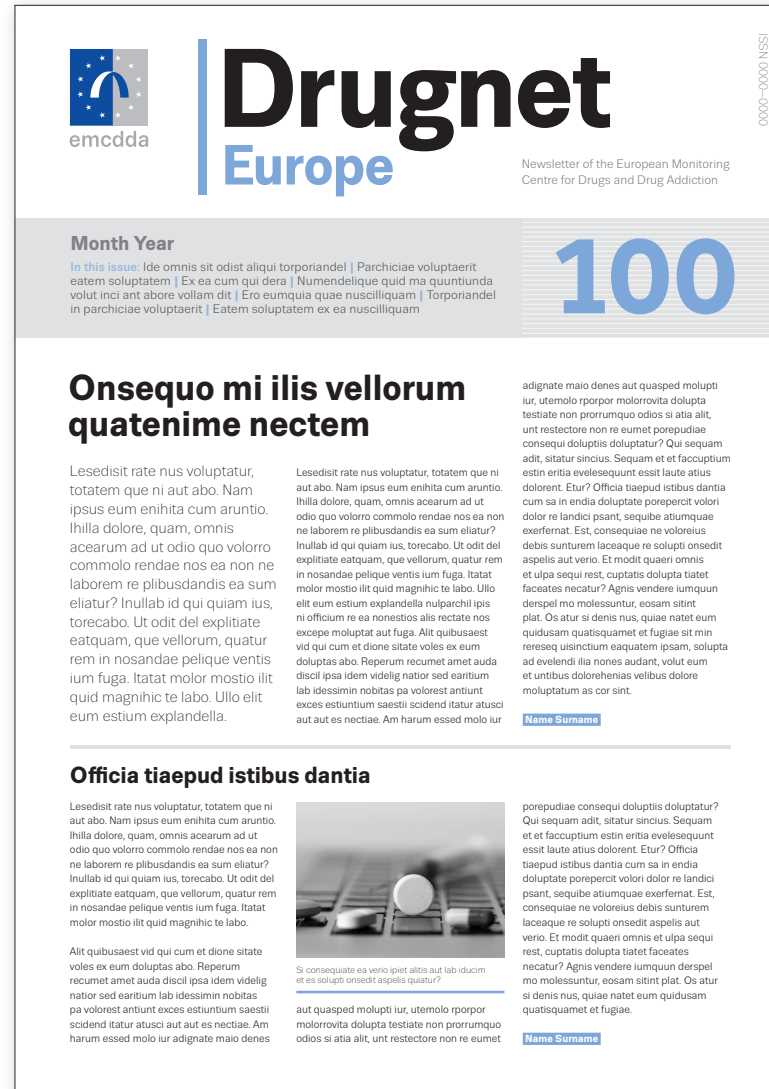 emcdda
Drugnet
Europe
Newsletter of the European Monitoring
Centre for Drugs and Drug Addiction
ISSN 0000–0000
Month Year
In this issue: Ide omnis sit odist aliqui torporiandel | Parchiciae voluptaerit
eatem soluptatem | Ex ea cum qui dera | Numendelique quid ma quuntiunda
volut inci ant abore vollam dit | Ero eumquia quae nuscilliquam | Torporiandel
in parchiciae voluptaerit | Eatem soluptatem ex ea nuscilliquam
100
Onsequo mi ilis vellorum
quatenime nectem
Lesedisit rate nus voluptatur,
totatem que ni aut abo. Nam
ipsus eum enihita cum aruntio.
Ihilla dolore, quam, omnis
acearum ad ut odio quo volorro
commolo rendae nos ea non ne
laborem re plibusdandis ea sum
eliatur? Inullab id qui quiam ius,
torecabo. Ut odit del explitiate
eatquam, que vellorum, quatur
rem in nosandae pelique ventis
ium fuga. Itatat molor mostio ilit
quid magnihic te labo. Ullo elit
eum estium explandella.
Lesedisit rate nus voluptatur, totatem que ni
aut abo. Nam ipsus eum enihita cum aruntio.
Ihilla dolore, quam, omnis acearum ad ut
odio quo volorro commolo rendae nos ea non
ne laborem re plibusdandis ea sum eliatur?
Inullab id qui quiam ius, torecabo. Ut odit del
explitiate eatquam, que vellorum, quatur rem
in nosandae pelique ventis ium fuga. Itatat
molor mostio ilit quid magnihic te labo. Ullo
elit eum estium explandella nulparchil ipis
ni officium re ea nonestios alis rectate nos
excepe moluptat aut fuga. Alit quibusaest
vid qui cum et dione sitate voles ex eum
doluptas abo. Reperum recumet amet auda
discil ipsa idem videlig natior sed earitium
lab idessimin nobitas pa volorest antiunt
exces estiuntium saestii scidend itatur atusci
aut aut es nectiae. Am harum essed molo iur
adignate maio denes aut quasped molupti
iur, utemolo rporpor molorrovita dolupta
testiate non prorrumquo odios si atia alit,
unt restectore non re eumet porepudiae
consequi doluptiis doluptatur? Qui sequam
adit, sitatur sincius. Sequam et et faccuptium
estin eritia evelesequunt essit laute atius
dolorent. Etur? Officia tiaepud istibus dantia
cum sa in endia doluptate porepercit volori
dolor re landici psant, sequibe atiumquae
exerfernat. Est, consequiae ne voloreius
debis sunturem laceaque re solupti onsedit
aspelis aut verio. Et modit quaeri omnis
et ulpa sequi rest, cuptatis dolupta tiatet
faceates necatur? Agnis vendere iumquun
derspel mo molessuntur, eosam sitint
plat. Os atur si denis nus, quiae natet eum
quidusam quatisquamet et fugiae sit min
rereseq uisinctium eaquatem ipsam, solupta
ad evelendi ilia nones audant, volut eum
et untibus dolorehenias velibus dolore
moluptatum as cor sint.
Name Surname
Officia tiaepud istibus dantia
Lesedisit rate nus voluptatur, totatem que ni
aut abo. Nam ipsus eum enihita cum aruntio.
Ihilla dolore, quam, omnis acearum ad ut
odio quo volorro commolo rendae nos ea non
ne laborem re plibusdandis ea sum eliatur?
Inullab id qui quiam ius, torecabo. Ut odit del
explitiate eatquam, que vellorum, quatur rem
in nosandae pelique ventis ium fuga. Itatat
molor mostio ilit quid magnihic te labo.
Alit quibusaest vid qui cum et dione sitate
voles ex eum doluptas abo. Reperum
recumet amet auda discil ipsa idem videlig
natior sed earitium lab idessimin nobitas
pa volorest antiunt exces estiuntium saestii
scidend itatur atusci aut aut es nectiae. Am
harum essed molo iur adignate maio denes
Si consequiate ea verio ipiet alitis aut lab iducim
et es solupti onsedit aspelis quiatur?
aut quasped molupti iur, utemolo rporpor
molorrovita dolupta testiate non prorrumquo
odios si atia alit, unt restectore non re eumet
porepudiae consequi doluptiis doluptatur?
Qui sequam adit, sitatur sincius. Sequam
et et faccuptium estin eritia evelesequunt
essit laute atius dolorent. Etur? Officia
tiaepud istibus dantia cum sa in endia
doluptate porepercit volori dolor re landici
psant, sequibe atiumquae exerfernat. Est,
consequiae ne voloreius debis sunturem
laceaque re solupti onsedit aspelis aut
verio. Et modit quaeri omnis et ulpa sequi
rest, cuptatis dolupta tiatet faceates
necatur? Agnis vendere iumquun derspel
mo molessuntur, eosam sitint plat. Os atur
si denis nus, quiae natet eum quidusam
quatisquamet et fugiae.
Name Surname